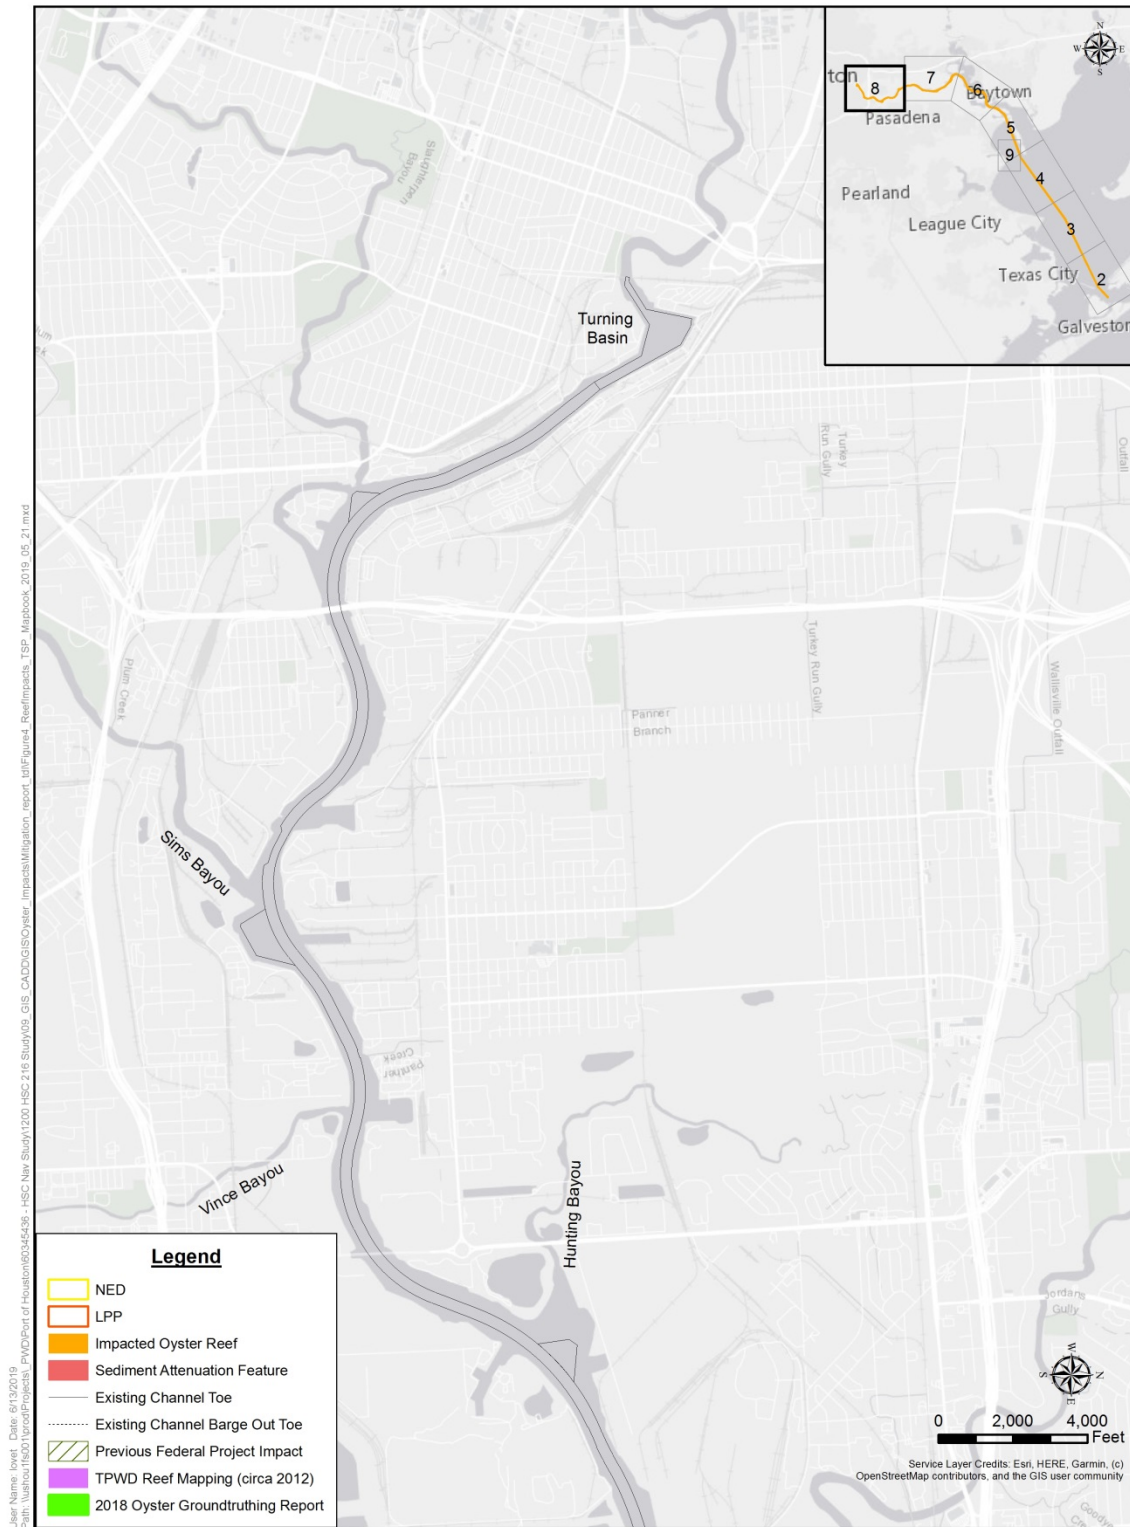 N
W E
S
ton
8
7
6
Baytown
Pasadena
5
9
4
Pearland
League City
3
Texas City
2
Galveston
Slaughterpen
Bayou
Turning
Basin
Turkey
Run Gully
Outfall
Plum Creek
Turkey Run Gully
Wallisville Outfall
Panner
Branch
Sims Bayou
Panther
Creek
Vince Bayou
Hunting Bayou
Jordans
Gully
Legend
NED
LPP
Impacted Oyster Reef
Sediment Attenuation Feature
Existing Channel Toe
Existing Channel Barge Out Toe
Previous Federal Project Impact
TPWD Reef Mapping (circa 2012)
2018 Oyster Groundtruthing Report
W
S N
E
0 2,000 4,000
Feet
Service Layer Credits: Esri, HERE, Garmin, (c)
OpenStreetMap contributors, and the GIS user community
User Name: lovet Date: 6/13/2019